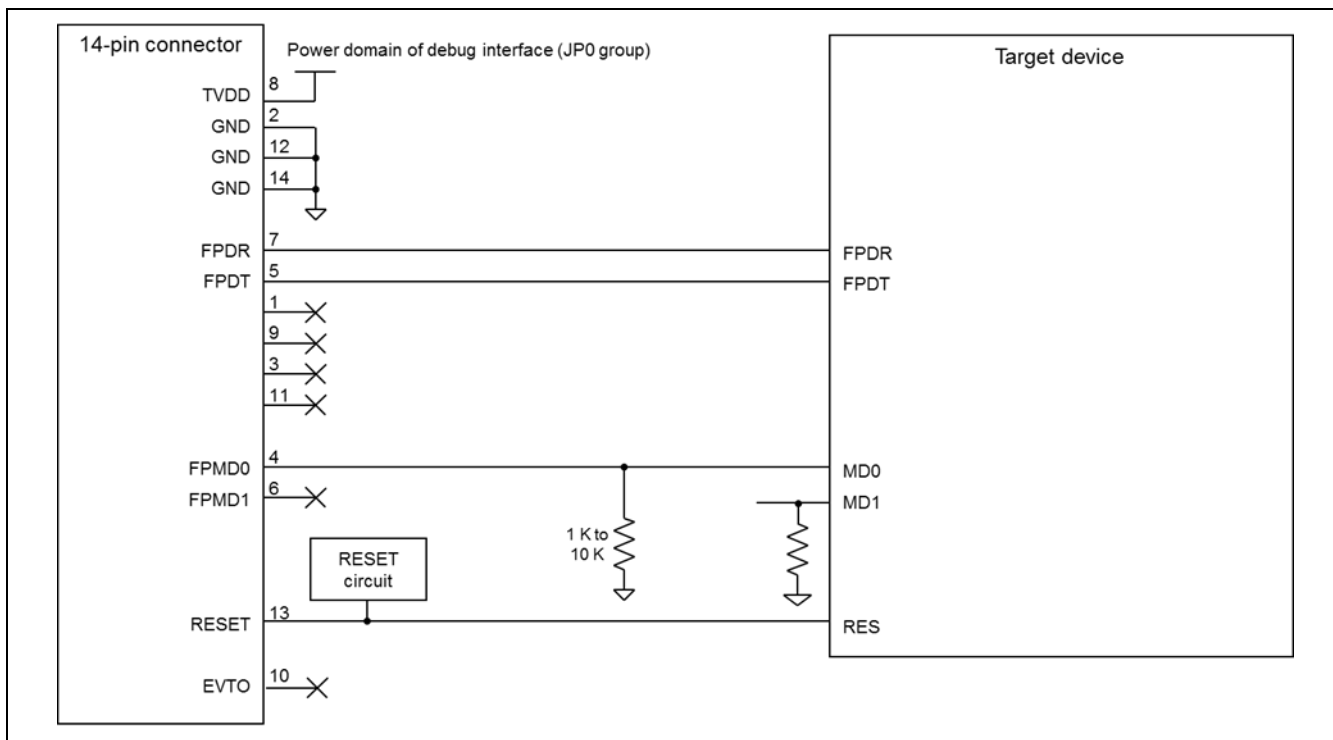 14-pin connector
Power domain of debug interface (JP0 group)
Target device
TVDD 8
GND 2
GND 12
GND 14
FPDR 7 FPDR
FPDT 5 FPDT
1
9
3
11
FPMD0 4 MD0
FPMD1 6 MD1
1 K to
10 K
RESET
circuit
RESET 13 RES
EVTO 10